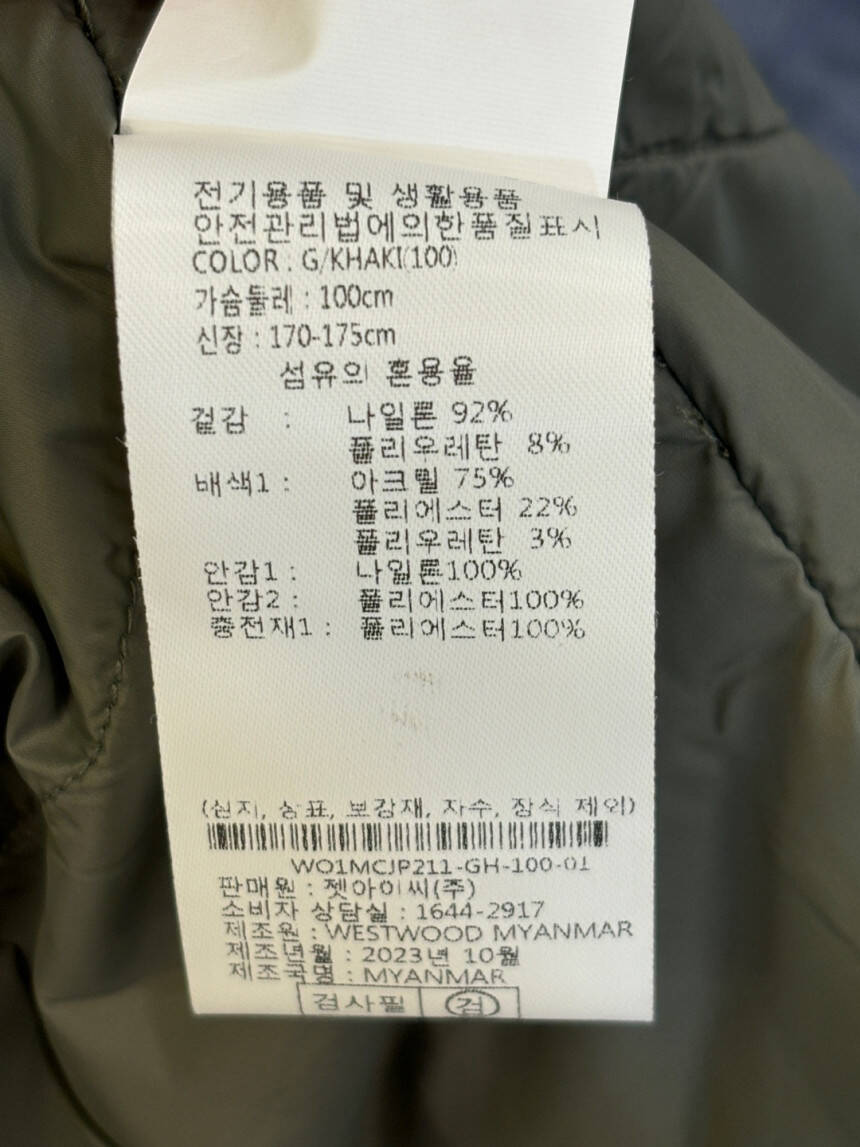 전기용품 및 생활용품
안전관리법에의한품질표시
COLOR : G/KHAKI(100)
가슴둘레 : 100cm
신장 : 170-175cm
섬유의 혼용율
겉감 : 나일론 92%
폴리우레탄 8%
배색1 : 아크릴 75%
폴리에스터 22%
폴리우레탄 3%
안감1 : 나일론100%
안감2 : 폴리에스터100%
충전재1 : 폴리에스터100%
(심지, 상표, 보강재, 자수, 장식 제외)
WO1MCJP211-GH-100-01
판매원 : 젯아이씨(주)
소비자 상담실 : 1644-2917
제조원 : WESTWOOD MYANMAR
제조년월 : 2023년 10월
제조국명 : MYANMAR
검사필 검